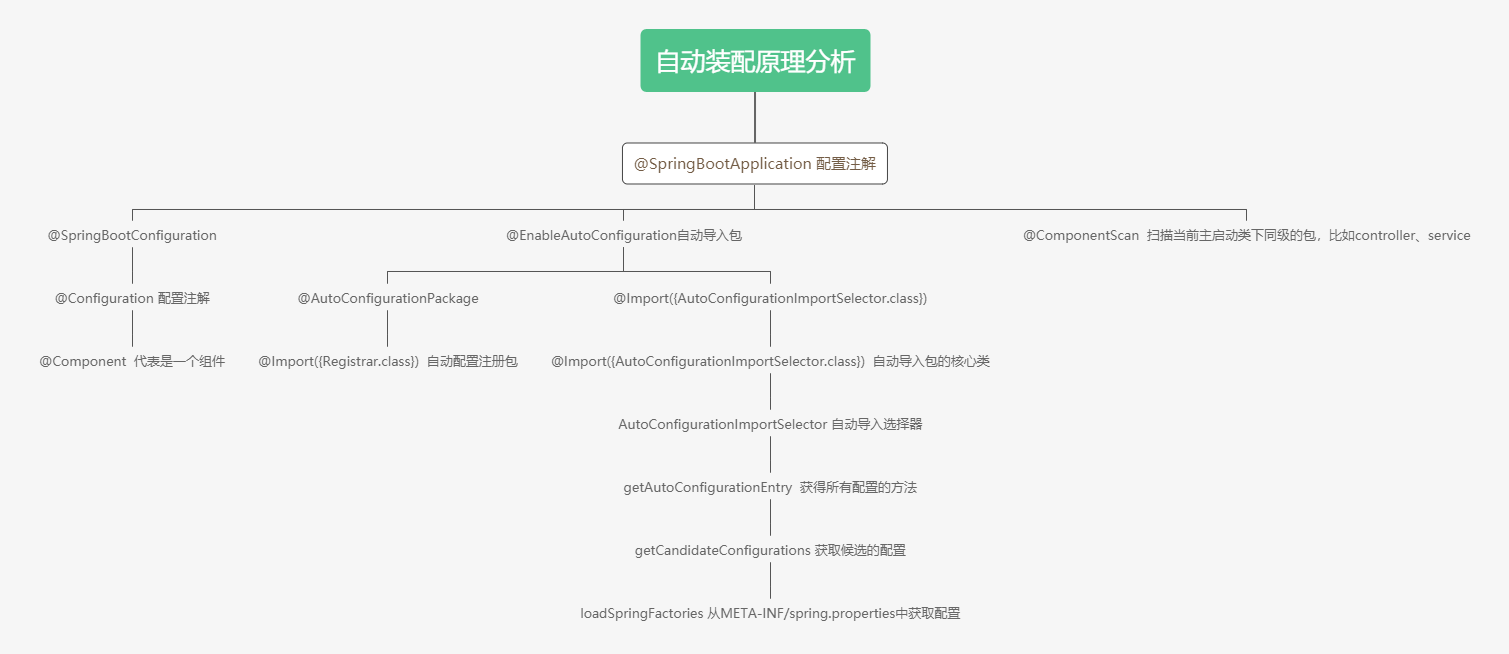 自动装配原理分析
@SpringBootApplication 配置注解
@SpringBootConfiguration
@EnableAutoConfiguration自动导入包
@ComponentScan 扫描当前主启动类下同级的包，比如controller、service
@Configuration 配置注解
@AutoConfigurationPackage
@Import({AutoConfigurationImportSelector.class})
@Component 代表是一个组件
@Import({Registrar.class}) 自动配置注册包
@Import({AutoConfigurationImportSelector.class}) 自动导入包的核心类
AutoConfigurationImportSelector 自动导入选择器
getAutoConfigurationEntry 获得所有配置的方法
getCandidateConfigurations 获取候选的配置
loadSpringFactories 从META-INF/spring.properties中获取配置